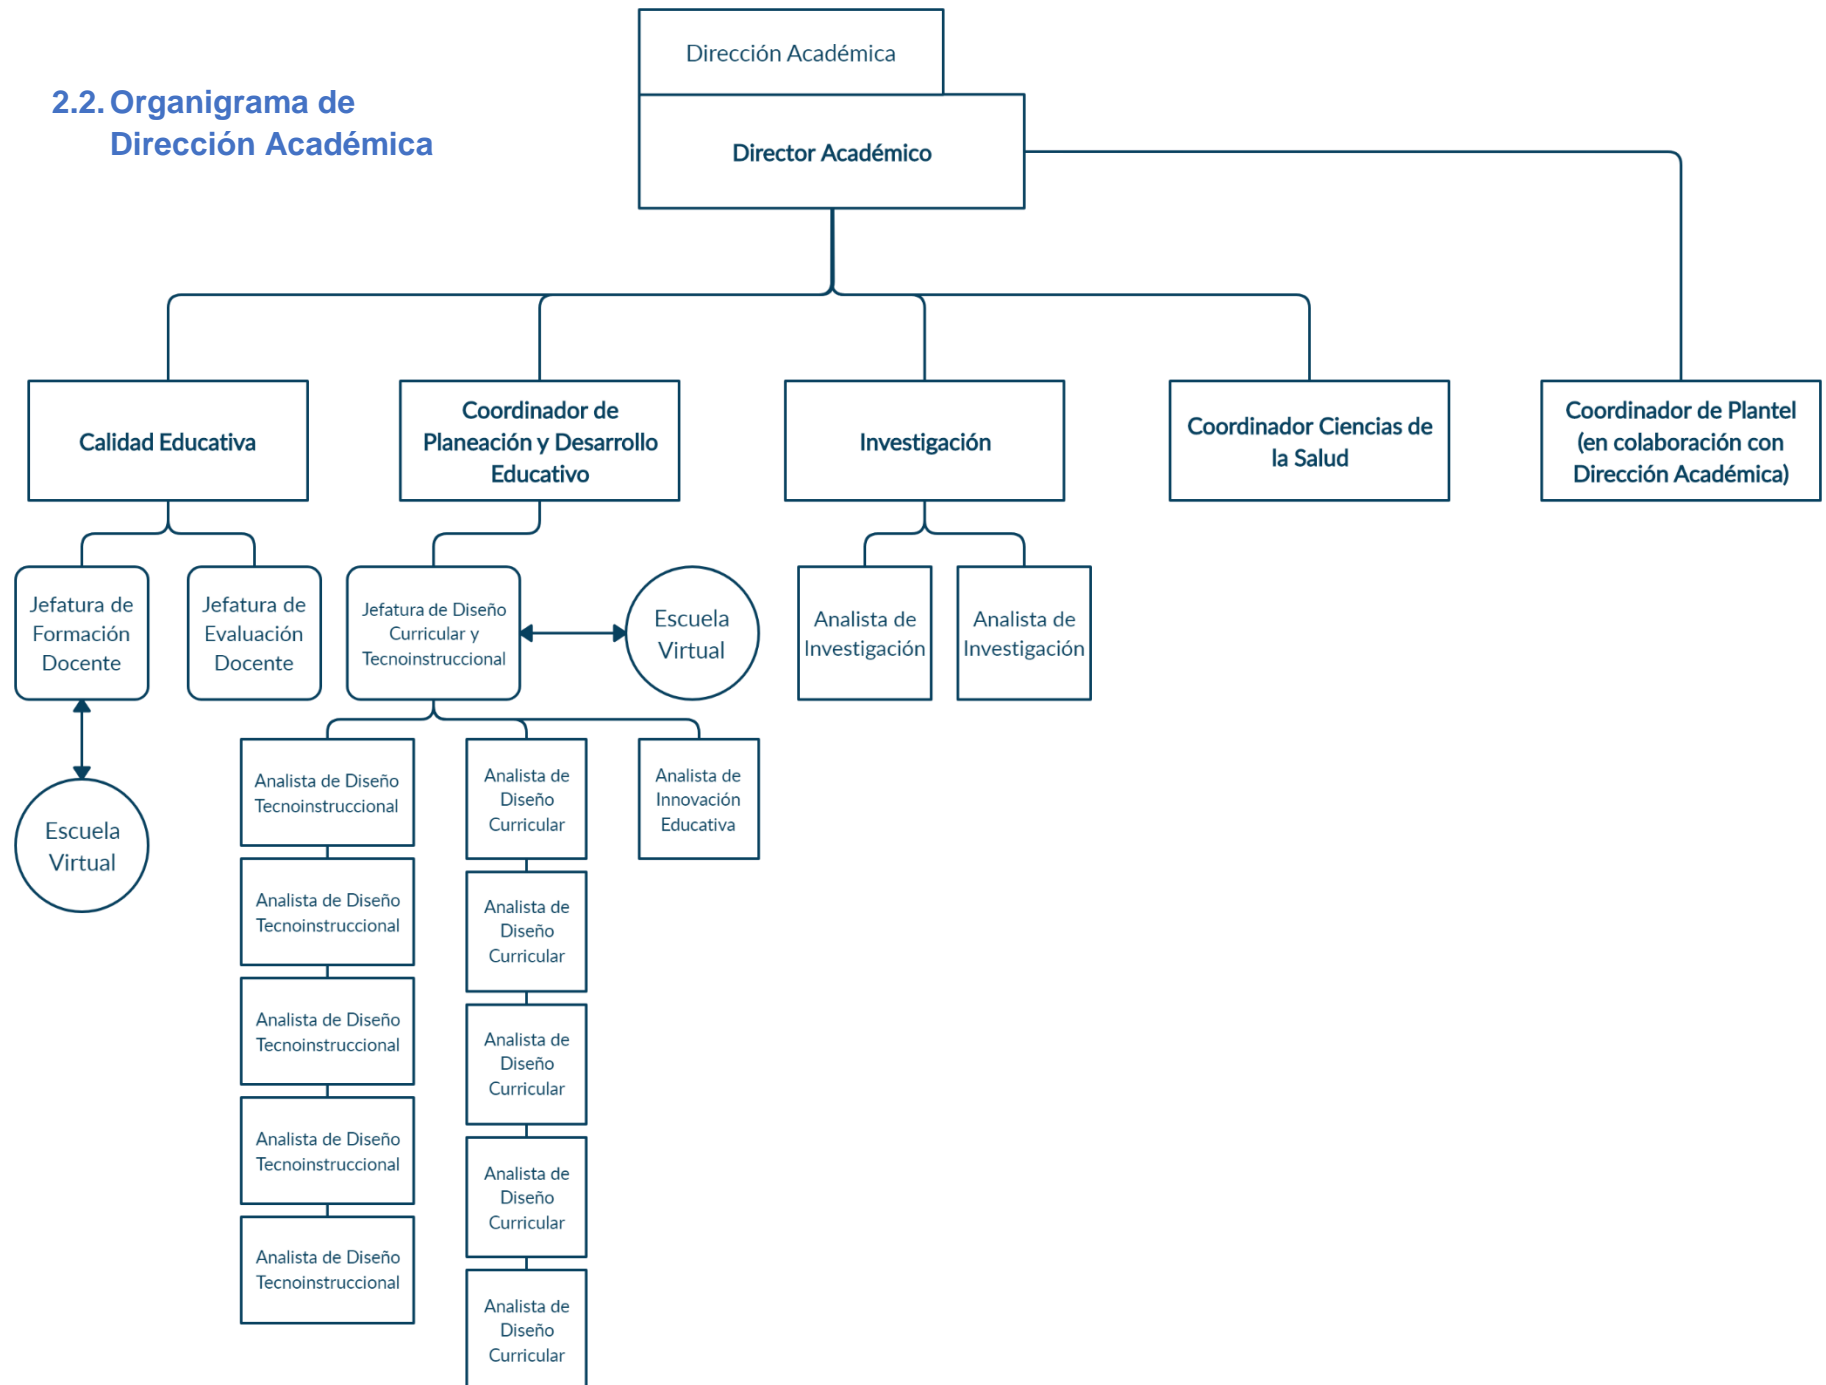 Dirección Académica
2.2. Organigrama de
Dirección Académica
Director Académico
Calidad Educativa
Coordinador de
Planeación y Desarrollo
Educativo
Investigación
Coordinador Ciencias de
la Salud
Coordinador de Plantel
(en colaboración con
Dirección Académica)
Jefatura de
Formación
Docente
Jefatura de
Evaluación
Docente
Jefatura de Diseño
Curricular y
Tecnoinstruccional
Escuela
Virtual
Analista de
Investigación
Analista de
Investigación
Escuela
Virtual
Analista de Diseño
Tecnoinstruccional
Analista de Diseño
Tecnoinstruccional
Analista de Diseño
Tecnoinstruccional
Analista de Diseño
Tecnoinstruccional
Analista de Diseño
Tecnoinstruccional
Analista de
Diseño
Curricular
Analista de
Diseño
Curricular
Analista de
Diseño
Curricular
Analista de
Diseño
Curricular
Analista de
Diseño
Curricular
Analista de
Innovación
Educativa